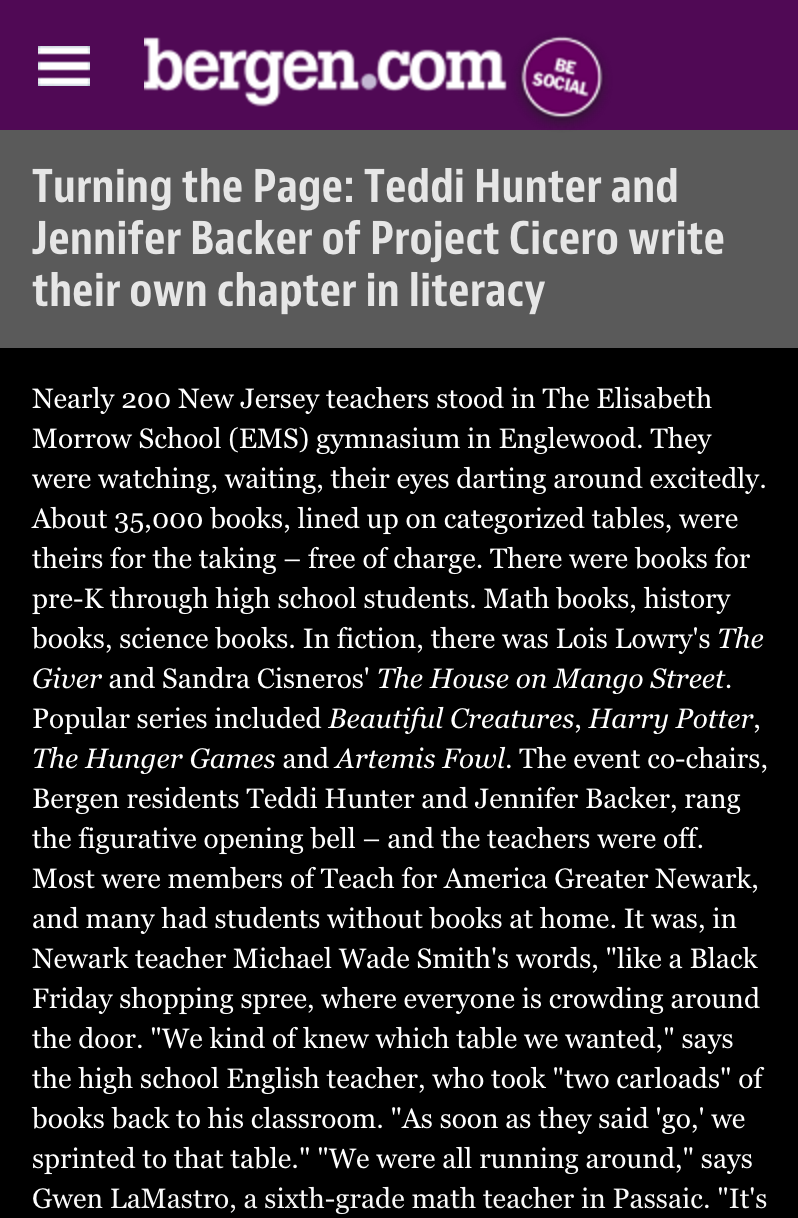 bergen.com
BE
SOCIAL
Turning the Page: Teddi Hunter and
Jennifer Backer of Project Cicero write
their own chapter in literacy
Nearly 200 New Jersey teachers stood in The Elisabeth
Morrow School (EMS) gymnasium in Englewood. They
were watching, waiting, their eyes darting around excitedly.
About 35,000 books, lined up on categorized tables, were
theirs for the taking – free of charge. There were books for
pre-K through high school students. Math books, history
books, science books. In fiction, there was Lois Lowry's The
Giver and Sandra Cisneros' The House on Mango Street.
Popular series included Beautiful Creatures, Harry Potter,
The Hunger Games and Artemis Fowl. The event co-chairs,
Bergen residents Teddi Hunter and Jennifer Backer, rang
the figurative opening bell – and the teachers were off.
Most were members of Teach for America Greater Newark,
and many had students without books at home. It was, in
Newark teacher Michael Wade Smith's words, "like a Black
Friday shopping spree, where everyone is crowding around
the door. "We kind of knew which table we wanted," says
the high school English teacher, who took "two carloads" of
books back to his classroom. "As soon as they said 'go,' we
sprinted to that table." "We were all running around," says
Gwen LaMastro, a sixth-grade math teacher in Passaic. "It's